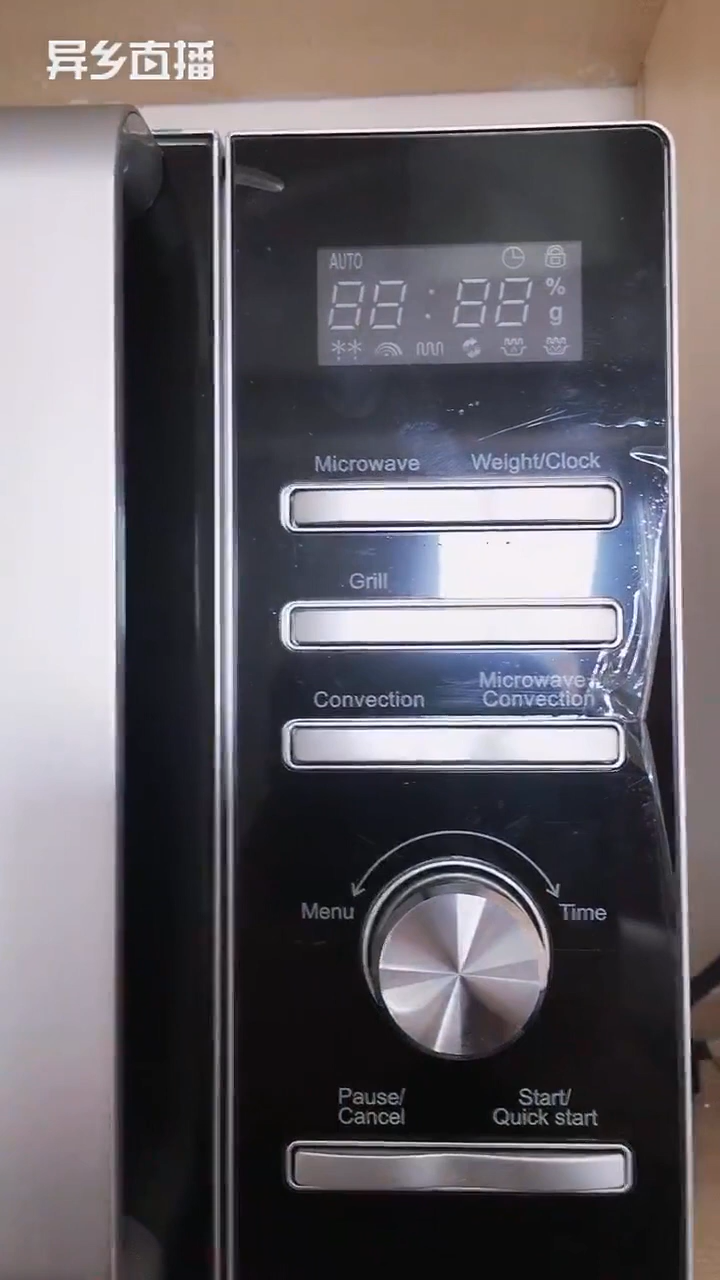 异乡直播
AUTO
88:88 %
g
Microwave Weight/Clock
Grill
Microwave+
Convection Convection
Menu Time
Pause/ Start/
Cancel Quick start